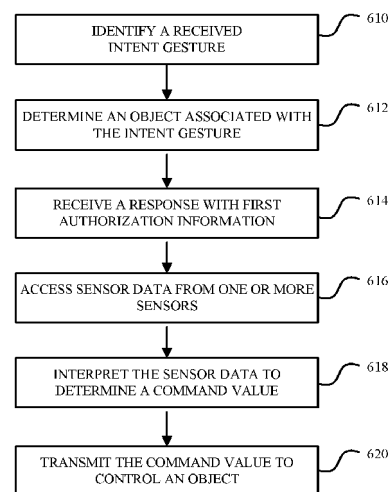 IDENTIFY A RECEIVED
INTENT GESTURE
610
DETERMINE AN OBJECT ASSOCIATED WITH
THE INTENT GESTURE
612
RECEIVE A RESPONSE WITH FIRST
AUTHORIZATION INFORMATION
614
ACCESS SENSOR DATA FROM ONE OR MORE
SENSORS
616
INTERPRET THE SENSOR DATA TO
DETERMINE A COMMAND VALUE
618
TRANSMIT THE COMMAND VALUE TO
CONTROL AN OBJECT
620